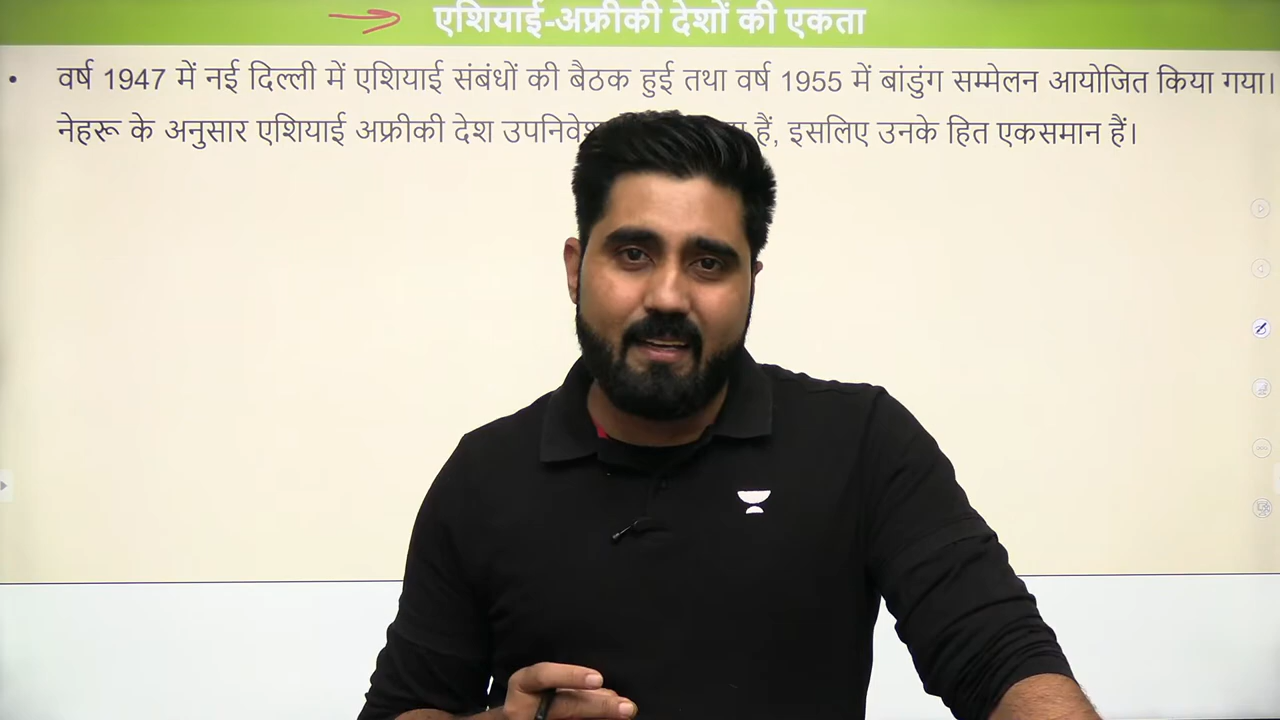 एशियाई-अफ्रीकी देशों की एकता
• वर्ष 1947 में नई दिल्ली में एशियाई संबंधों की बैठक हुई तथा वर्ष 1955 में बांडुंग सम्मेलन आयोजित किया गया।
नेहरू के अनुसार एशियाई अफ्रीकी देश हैं, इसलिए उनके हित एकसमान हैं।